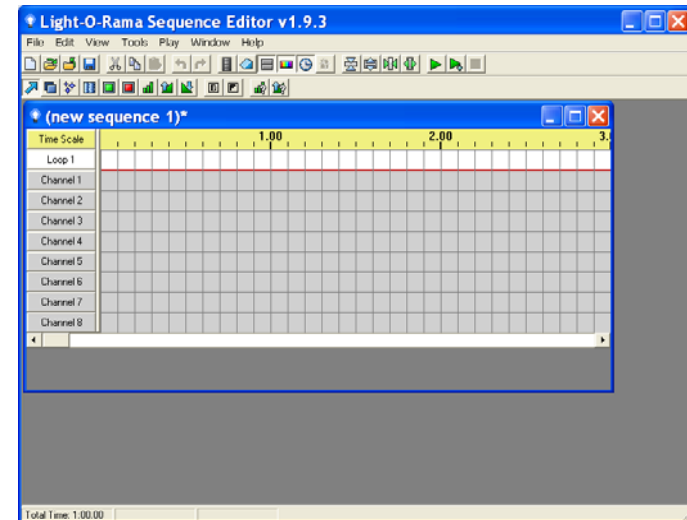 Light-O-Rama Sequence Editor v1.9.3
File Edit View Tools Play Window Help
(new sequence 1)*
Time Scale 1.00 2.00 3.
Loop 1
Channel 1
Channel 2
Channel 3
Channel 4
Channel 5
Channel 6
Channel 7
Channel 8
Total Time: 1:00.00